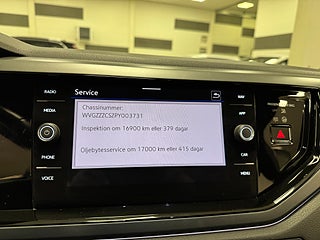 Service
RADIO
MEDIA
PHONE
VOICE
Chassinummer:
WVGZZZCSZPY003731
Inspektion om 16900 km eller 379 dagar
Oljebytesservice om 17000 km eller 415 dagar
NAV
APP
CAR
MENU